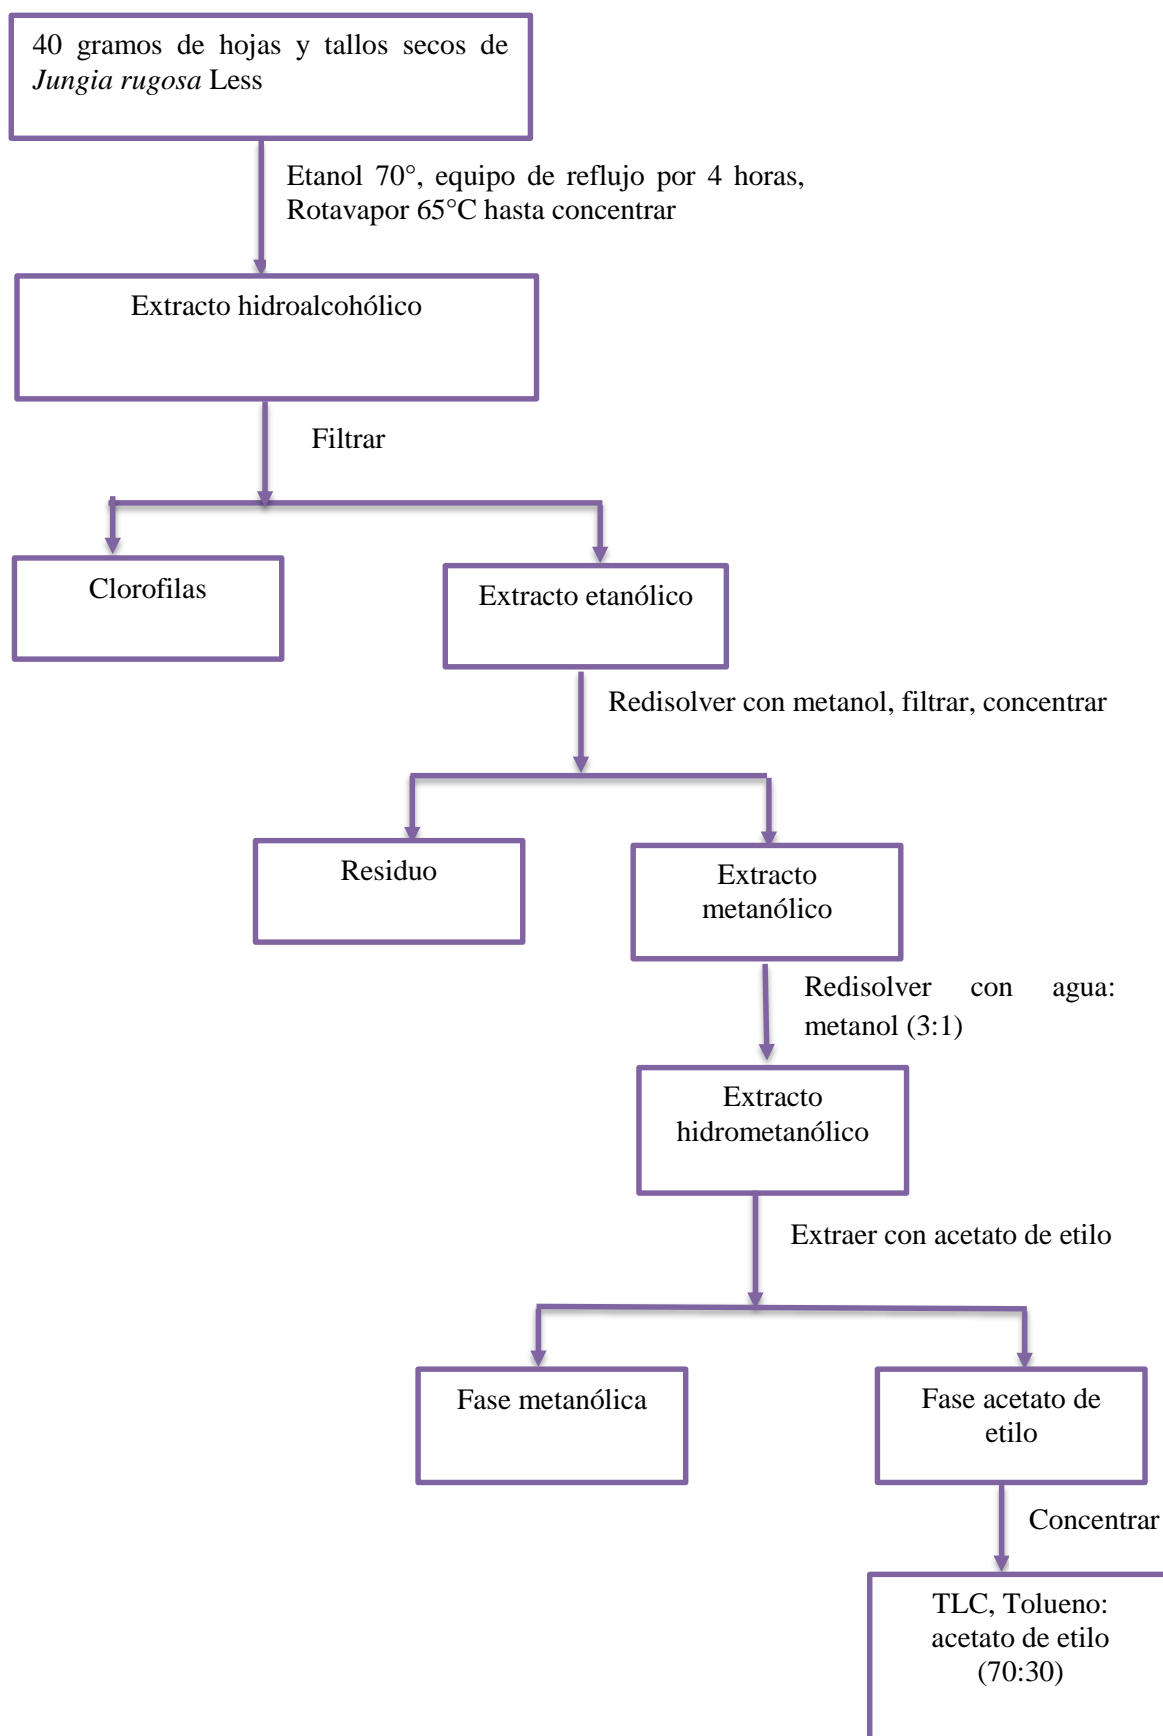 40 gramos de hojas y tallos secos de
Jungia rugosa Less
Etanol 70°, equipo de reflujo por 4 horas,
Rotavapor 65°C hasta concentrar
Extracto hidroalcohólico
Filtrar
Clorofilas
Extracto etanólico
Redisolver con metanol, filtrar, concentrar
Residuo
Extracto
metanólico
Redisolver con agua:
metanol (3:1)
Extracto
hidrometanólico
Extraer con acetato de etilo
Fase metanólica
Fase acetato de
etilo
Concentrar
TLC, Tolueno:
acetato de etilo
(70:30)